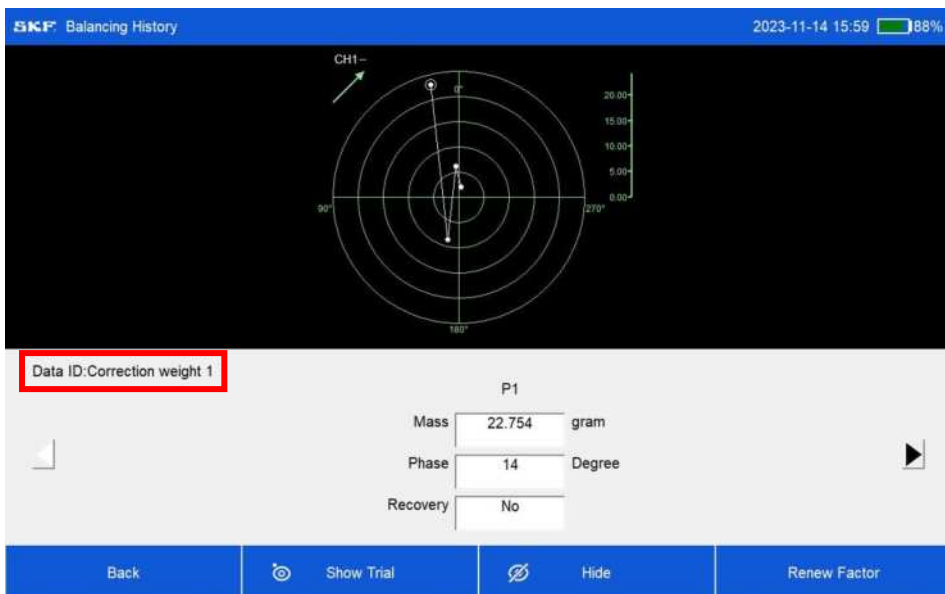 SKF. Balancing History
2023-11-14 15:59 88%
CH1-
0°
20.00
15.00
10.00
5.00
0.00
90°
270°
180°
Data ID:Correction weight 1
P1
Mass 22.754 gram
Phase 14 Degree
Recovery No
Back Show Trial Hide Renew Factor